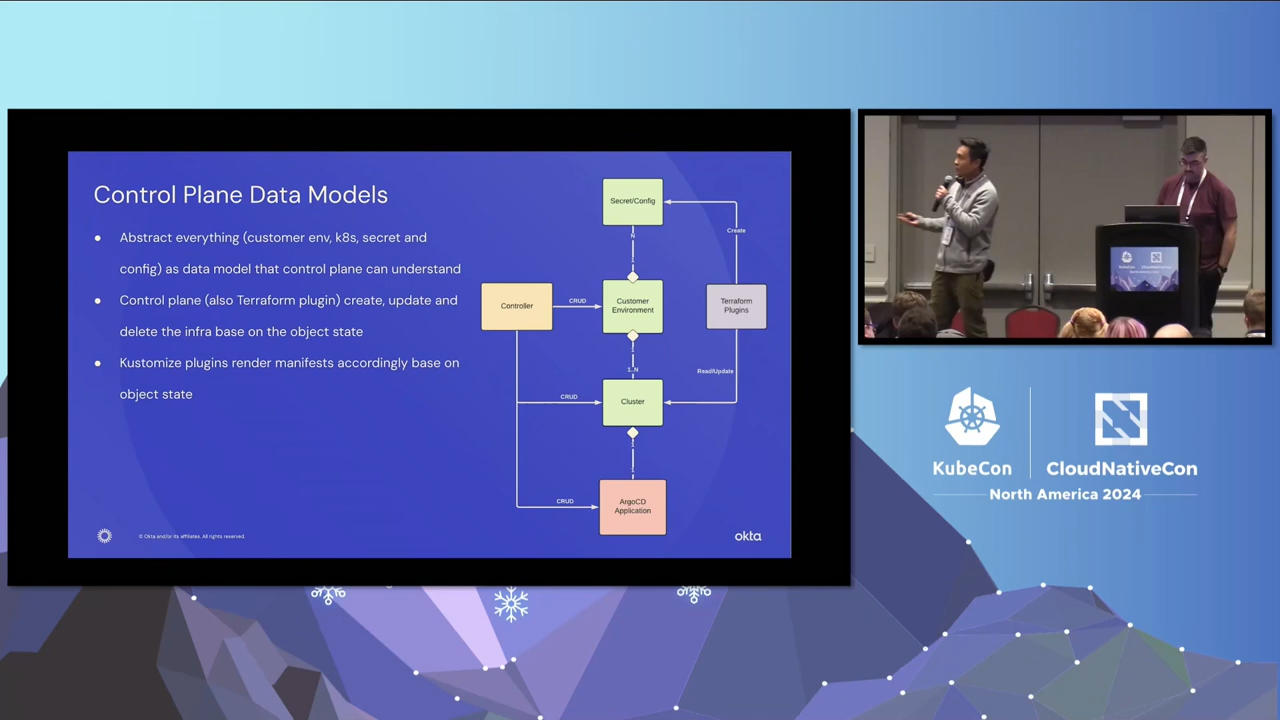 Control Plane Data Models
● Abstract everything (customer env, k8s, secret and
config) as data model that control plane can understand
● Control plane (also Terraform plugin) create, update and
delete the infra base on the object state
● Kustomize plugins render manifests accordingly base on
object state
Secret/Config
Create
N
1
Controller
CRUD
Customer
Environment
Terraform
Plugins
1..N
Read/Update
CRUD
Cluster
1
CRUD
ArgoCD
Application
© Okta and/or its affiliates. All rights reserved.
okta
KubeCon
CloudNativeCon
North America 2024
KubeCon
CloudNativeCon